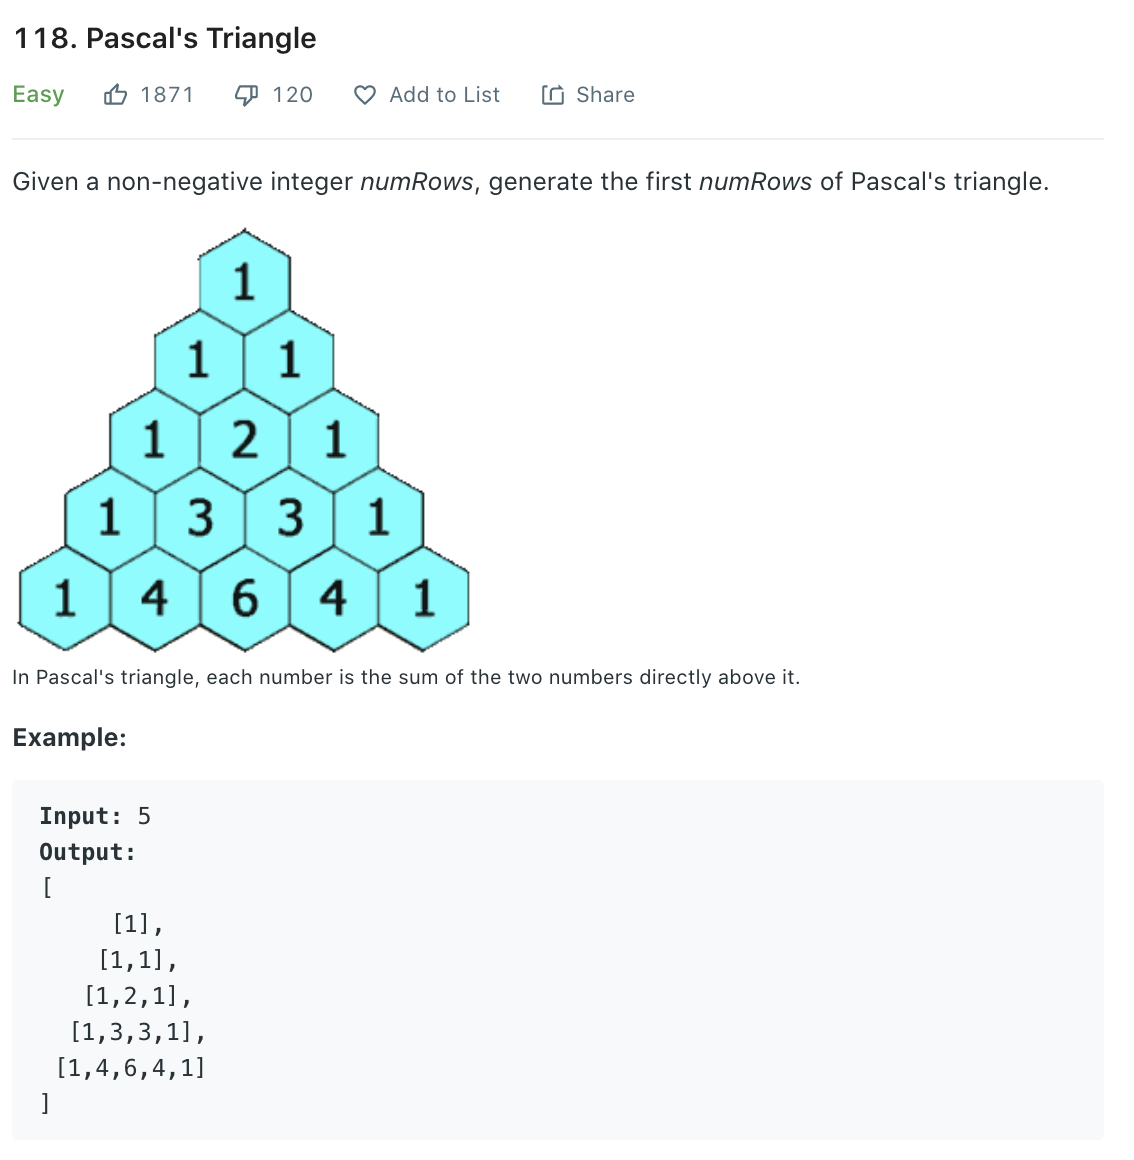 118. Pascal's Triangle
Easy 1871 120 Add to List Share
Given a non-negative integer numRows, generate the first numRows of Pascal's triangle.
1
1 1
1 2 1
1 3 3 1
1 4 6 4 1
In Pascal's triangle, each number is the sum of the two numbers directly above it.
Example:
Input: 5
Output:
[
     [1],
    [1,1],
   [1,2,1],
  [1,3,3,1],
 [1,4,6,4,1]
]